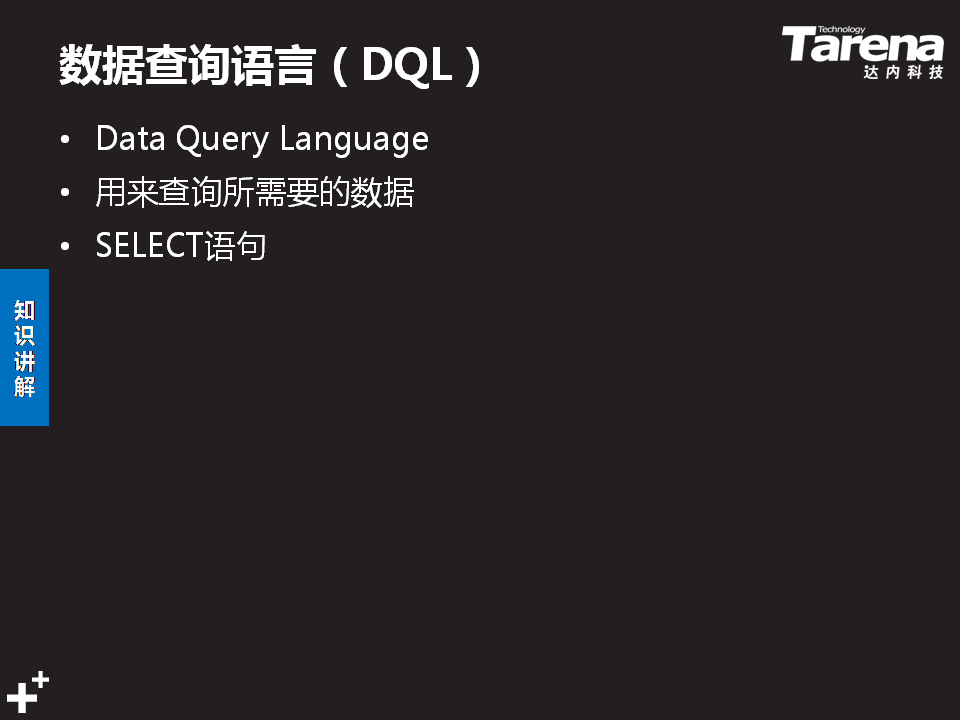 数据查询语言（DQL）
Technology
Tarena
达内科技
• Data Query Language
• 用来查询所需要的数据
• SELECT语句
知识讲解